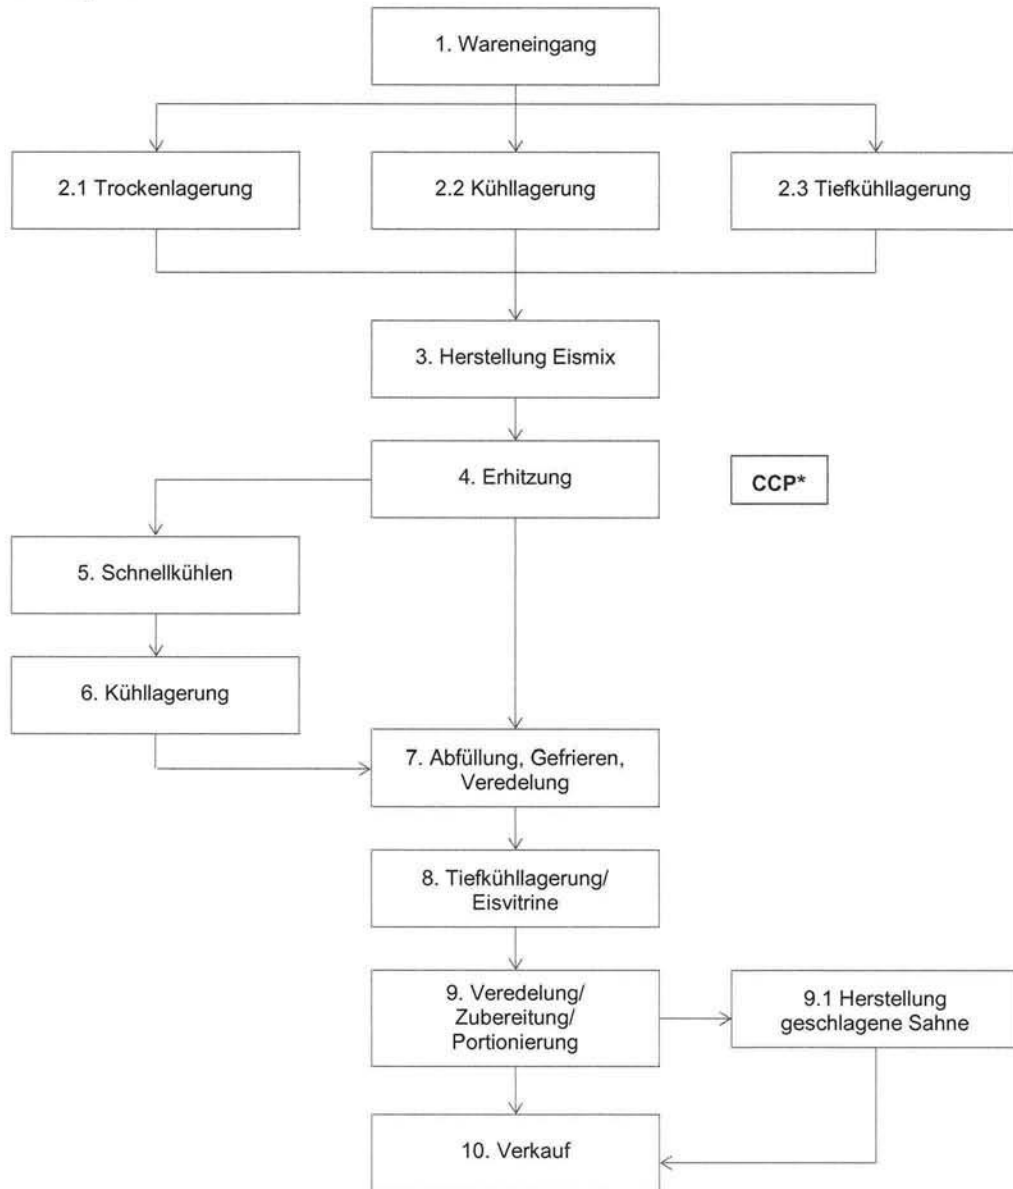 1. Wareneingang
2.1 Trockenlagerung
2.2 Kühllagerung
2.3 Tiefkühllagerung
3. Herstellung Eismix
4. Erhitzung
CCP*
5. Schnellkühlen
6. Kühllagerung
7. Abfüllung, Gefrieren,
Veredelung
8. Tiefkühllagerung/
Eisvitrine
9. Veredelung/
Zubereitung/
Portionierung
9.1 Herstellung
geschlagene Sahne
10. Verkauf